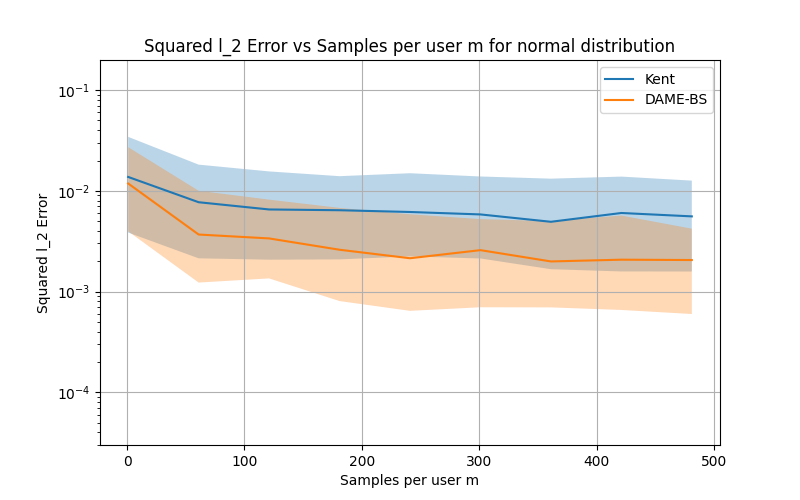 Squared l_2 Error vs Samples per user m for normal distribution
Kent
DAME-BS
Squared l_2 Error
10^{-1}
10^{-2}
10^{-3}
10^{-4}
0 100 200 300 400 500
Samples per user m